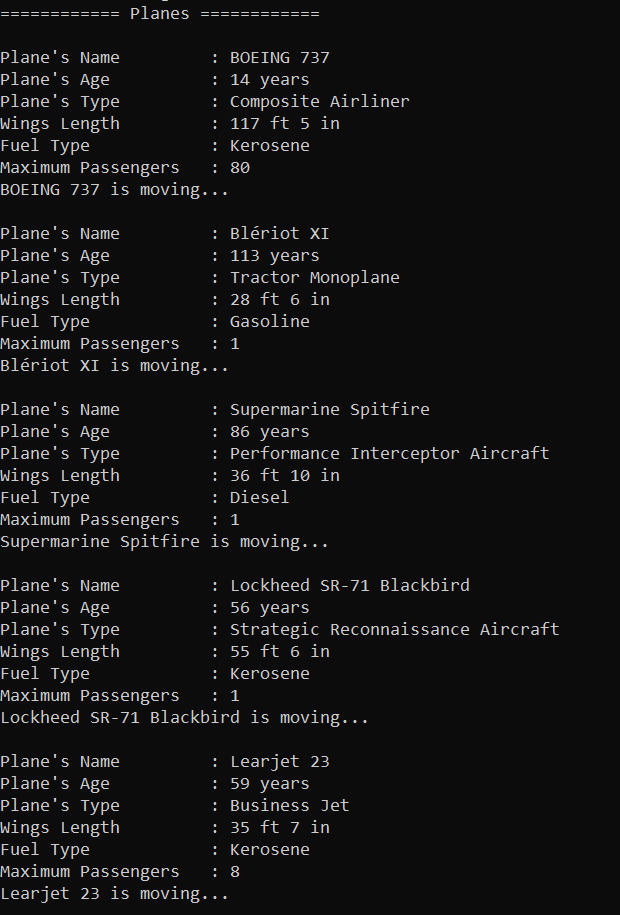 ============ Planes ============
Plane's Name         : BOEING 737
Plane's Age          : 14 years
Plane's Type         : Composite Airliner
Wings Length         : 117 ft 5 in
Fuel Type            : Kerosene
Maximum Passengers   : 80
BOEING 737 is moving...
Plane's Name         : Blériot XI
Plane's Age          : 113 years
Plane's Type         : Tractor Monoplane
Wings Length         : 28 ft 6 in
Fuel Type            : Gasoline
Maximum Passengers   : 1
Blériot XI is moving...
Plane's Name         : Supermarine Spitfire
Plane's Age          : 86 years
Plane's Type         : Performance Interceptor Aircraft
Wings Length         : 36 ft 10 in
Fuel Type            : Diesel
Maximum Passengers   : 1
Supermarine Spitfire is moving...
Plane's Name         : Lockheed SR-71 Blackbird
Plane's Age          : 56 years
Plane's Type         : Strategic Reconnaissance Aircraft
Wings Length         : 55 ft 6 in
Fuel Type            : Kerosene
Maximum Passengers   : 1
Lockheed SR-71 Blackbird is moving...
Plane's Name         : Learjet 23
Plane's Age          : 59 years
Plane's Type         : Business Jet
Wings Length         : 35 ft 7 in
Fuel Type            : Kerosene
Maximum Passengers   : 8
Learjet 23 is moving...